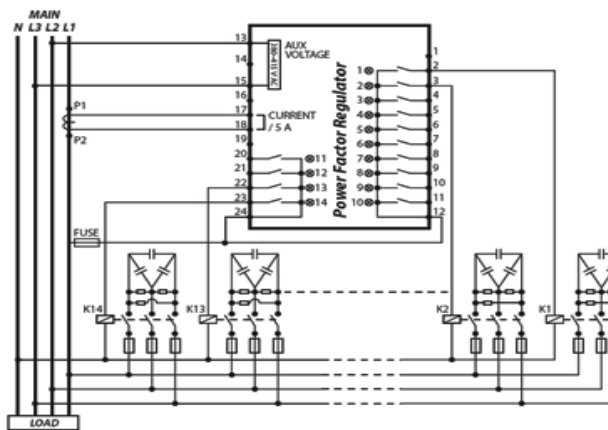 MAIN
N L3 L2 L1
P1
P2
FUSE
13
14
15
16
17
18
19
20
21
22
23
24
380-415 V AC
AUX
VOLTAGE
CURRENT
/ 5 A
11
12
13
14
Power Factor Regulator
1
2
3
4
5
6
7
8
9
10
1
2
3
4
5
6
7
8
9
10
11
12
K14
K13
K2
K1
LOAD